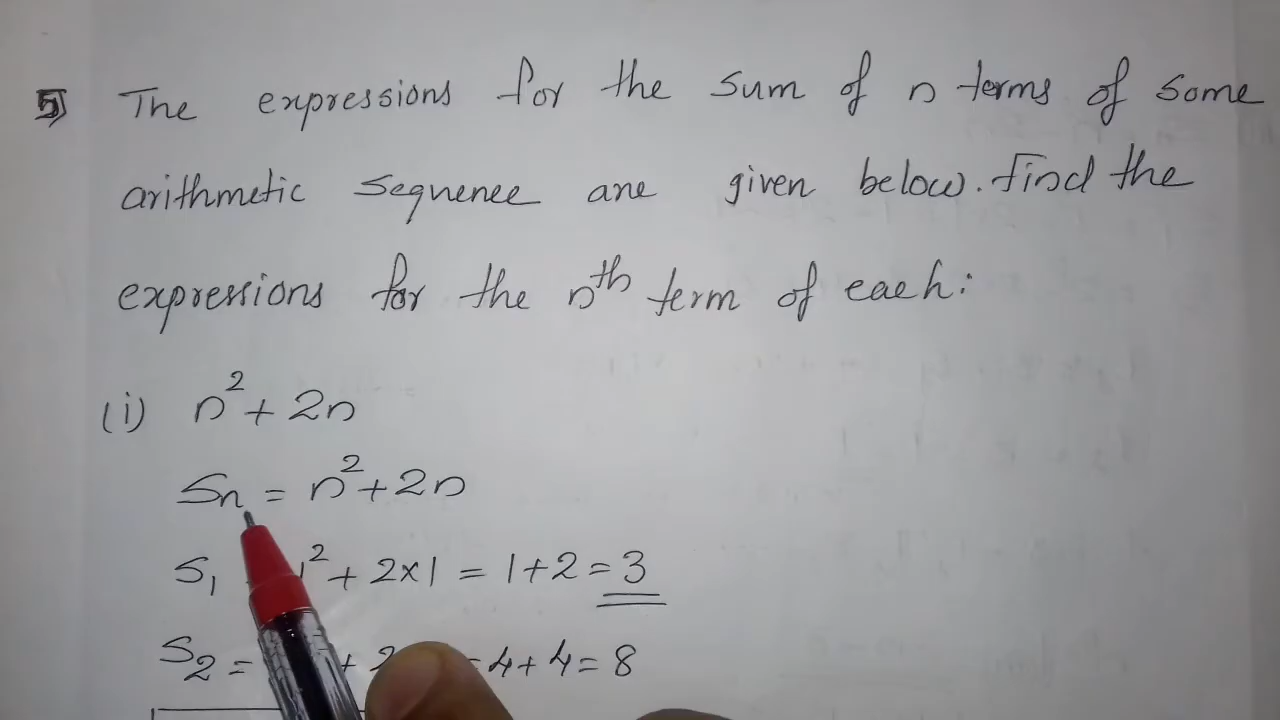 5) The expressions for the sum of n terms of some
arithmetic sequence are given below. Find the
expressions for the nth term of each:
(i) n² + 2n
Sn = n² + 2n
S₁ 1² + 2×1 = 1+2 = 3
S₂ = + 2 4+4 = 8